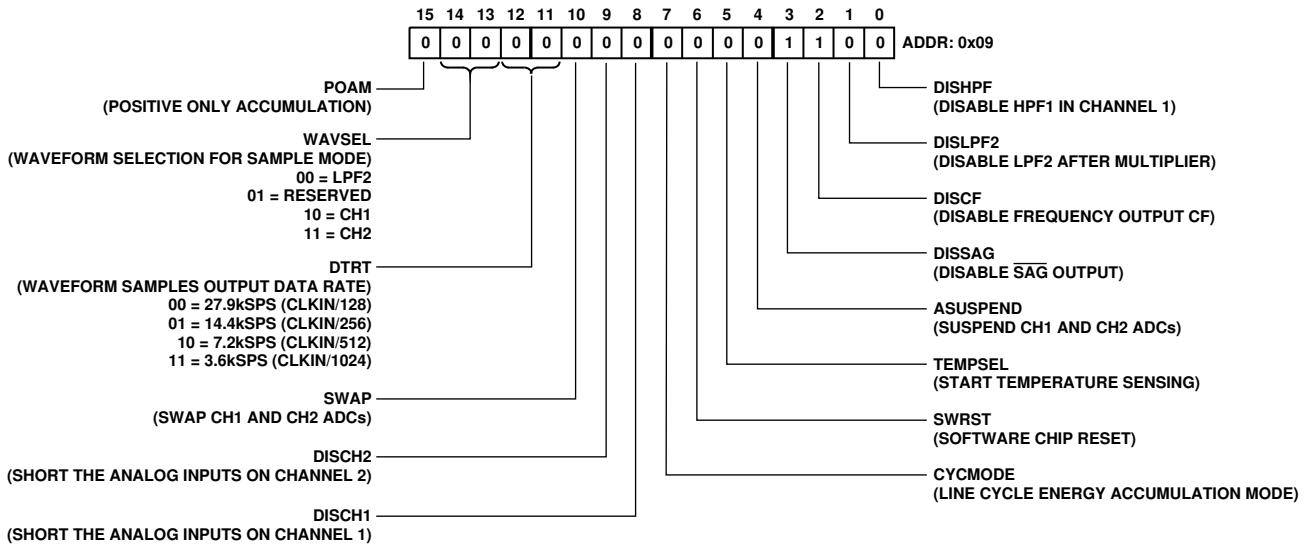 15 14 13 12 11 10 9 8 7 6 5 4 3 2 1 0
0 0 0 0 0 0 0 0 0 0 0 0 1 1 0 0 ADDR: 0x09
POAM
(POSITIVE ONLY ACCUMULATION)
WAVSEL
(WAVEFORM SELECTION FOR SAMPLE MODE)
00 = LPF2
01 = RESERVED
10 = CH1
11 = CH2
DTRT
(WAVEFORM SAMPLES OUTPUT DATA RATE)
00 = 27.9kSPS (CLKIN/128)
01 = 14.4kSPS (CLKIN/256)
10 = 7.2kSPS (CLKIN/512)
11 = 3.6kSPS (CLKIN/1024)
SWAP
(SWAP CH1 AND CH2 ADCs)
DISCH2
(SHORT THE ANALOG INPUTS ON CHANNEL 2)
DISCH1
(SHORT THE ANALOG INPUTS ON CHANNEL 1)
DISHPF
(DISABLE HPF1 IN CHANNEL 1)
DISLPF2
(DISABLE LPF2 AFTER MULTIPLIER)
DISCF
(DISABLE FREQUENCY OUTPUT CF)
DISSAG
(DISABLE SAG OUTPUT)
ASUSPEND
(SUSPEND CH1 AND CH2 ADCs)
TEMPSEL
(START TEMPERATURE SENSING)
SWRST
(SOFTWARE CHIP RESET)
CYCMODE
(LINE CYCLE ENERGY ACCUMULATION MODE)